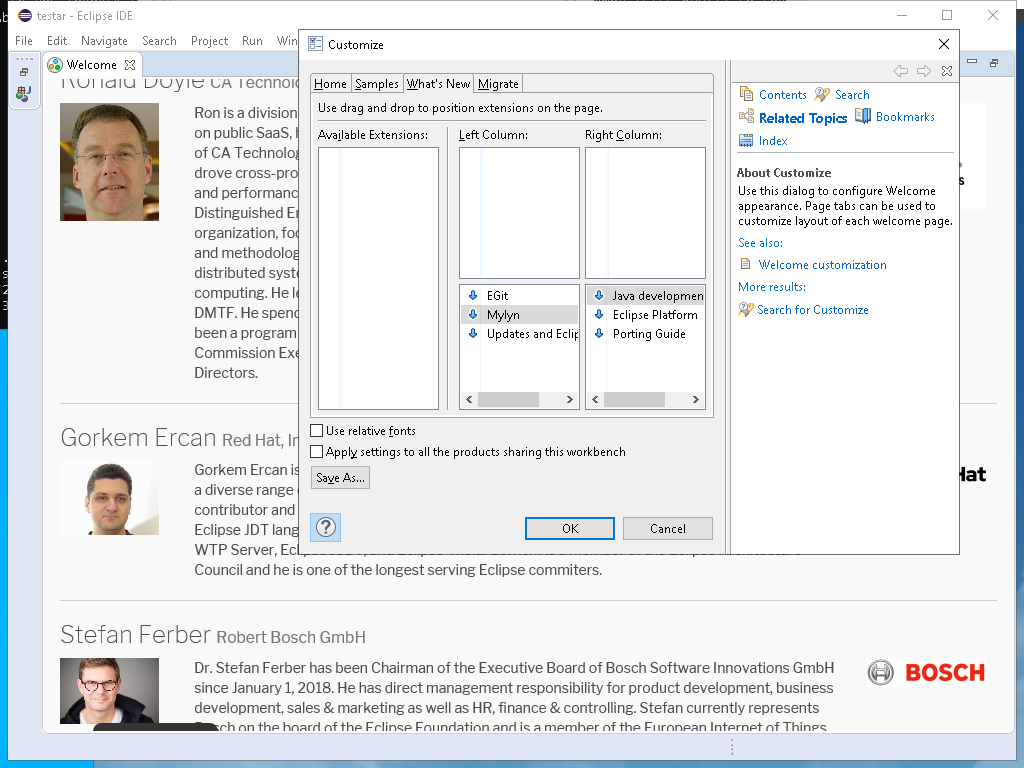 testar - Eclipse IDE
File Edit Navigate Search Project Run Win
Welcome
Ronald Doyle CA Technolo
Ron is a division
on public SaaS,
of CA Technolog
drove cross-pro
and performanc
Distinguished En
organization, foc
and methodolog
distributed syste
computing. He le
DMTF. He spend
been a program
Commission Exe
Directors.
Gorkem Ercan Red Hat, In
Gorkem Ercan is
a diverse range
contributor and
Eclipse JDT lang
WTP Server, Ecl
Council and he is one of the longest serving Eclipse commiters.
Hat
Stefan Ferber Robert Bosch GmbH
Dr. Stefan Ferber has been Chairman of the Executive Board of Bosch Software Innovations GmbH
since January 1, 2018. He has direct management responsibility for product development, business
development, sales & marketing as well as HR, finance & controlling. Stefan currently represents
Bosch on the board of the Eclipse Foundation and is a member of the European Internet of Things
BOSCH
Customize
Home Samples What's New Migrate
Use drag and drop to position extensions on the page.
Available Extensions: Left Column: Right Column:
EGit
Mylyn
Updates and Eclip
Java developmen
Eclipse Platform
Porting Guide
Use relative fonts
Apply settings to all the products sharing this workbench
Save As...
OK Cancel
Contents Search
Related Topics Bookmarks
Index
About Customize
Use this dialog to configure Welcome
appearance. Page tabs can be used to
customize layout of each welcome page.
See also:
Welcome customization
More results:
Search for Customize